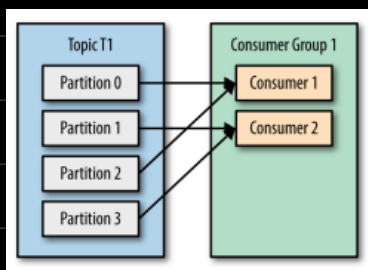 Topic T1
Partition 0
Partition 1
Partition 2
Partition 3
Consumer Group 1
Consumer 1
Consumer 2